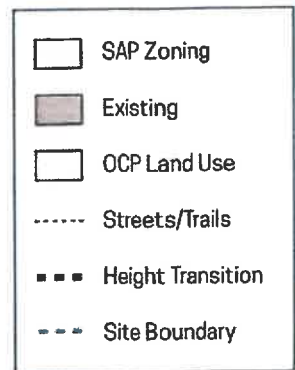 SAP Zoning
Existing
OCP Land Use
Streets/Trails
Height Transition
Site Boundary